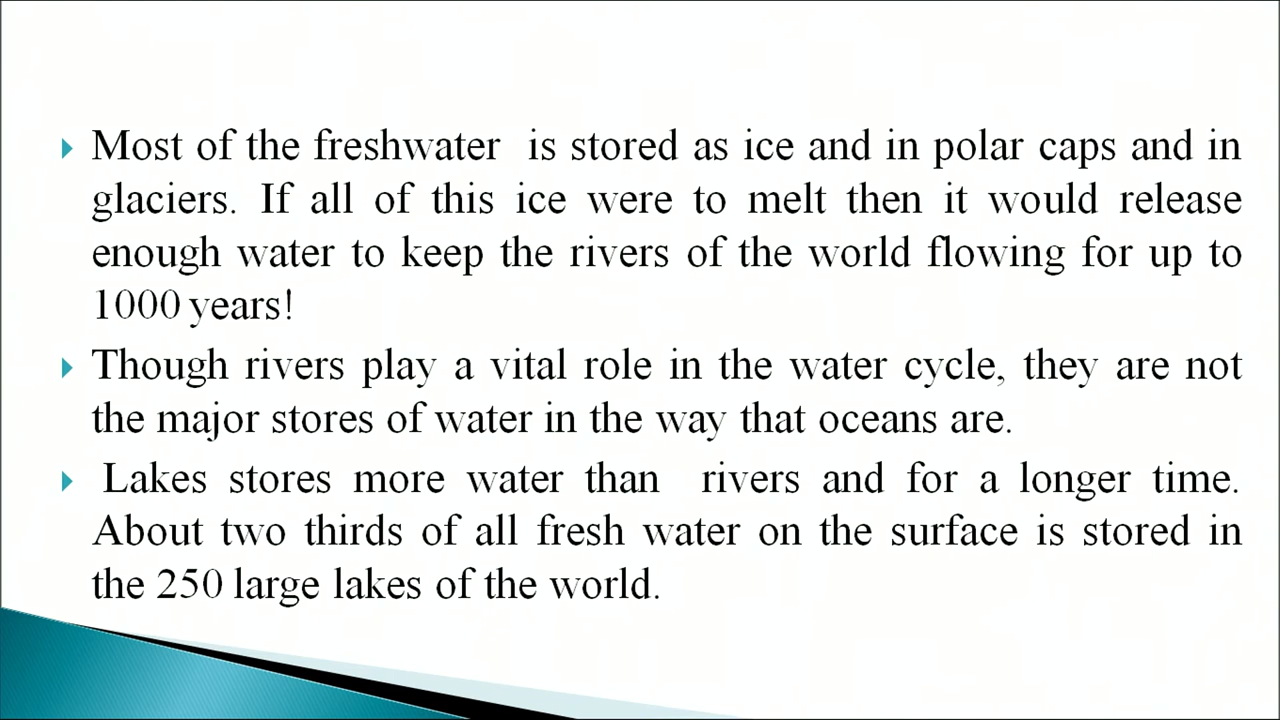 Most of the freshwater is stored as ice and in polar caps and in
glaciers. If all of this ice were to melt then it would release
enough water to keep the rivers of the world flowing for up to
1000 years!
Though rivers play a vital role in the water cycle, they are not
the major stores of water in the way that oceans are.
Lakes stores more water than rivers and for a longer time.
About two thirds of all fresh water on the surface is stored in
the 250 large lakes of the world.